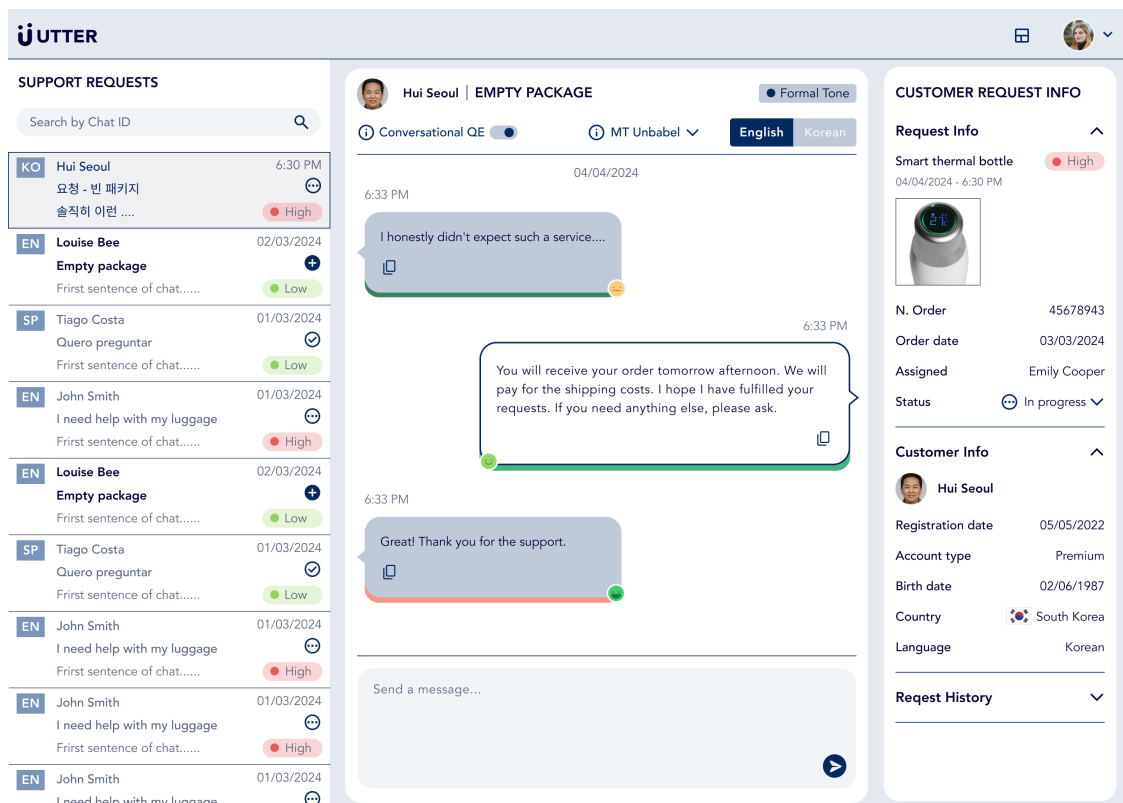 UTTER
SUPPORT REQUESTS
Search by Chat ID
KO
Hui Seoul
6:30 PM
요청 - 빈 패키지
솔직히 이런 ....
High
EN
Louise Bee
02/03/2024
Empty package
Frirst sentence of chat......
Low
SP
Tiago Costa
01/03/2024
Quero preguntar
Frirst sentence of chat......
Low
EN
John Smith
01/03/2024
I need help with my luggage
Frirst sentence of chat......
High
EN
Louise Bee
02/03/2024
Empty package
Frirst sentence of chat......
Low
SP
Tiago Costa
01/03/2024
Quero preguntar
Frirst sentence of chat......
Low
EN
John Smith
01/03/2024
I need help with my luggage
Frirst sentence of chat......
High
EN
John Smith
01/03/2024
I need help with my luggage
Frirst sentence of chat......
High
EN
John Smith
01/03/2024
I need help with my luggage
Hui Seoul | EMPTY PACKAGE
Formal Tone
Conversational QE
MT Unbabel
English
Korean
04/04/2024
6:33 PM
I honestly didn't expect such a service....
6:33 PM
You will receive your order tomorrow afternoon. We will
pay for the shipping costs. I hope I have fulfilled your
requests. If you need anything else, please ask.
6:33 PM
Great! Thank you for the support.
Send a message...
CUSTOMER REQUEST INFO
Request Info
Smart thermal bottle
High
04/04/2024 - 6:30 PM
N. Order
45678943
Order date
03/03/2024
Assigned
Emily Cooper
Status
In progress
Customer Info
Hui Seoul
Registration date
05/05/2022
Account type
Premium
Birth date
02/06/1987
Country
South Korea
Language
Korean
Reqest History